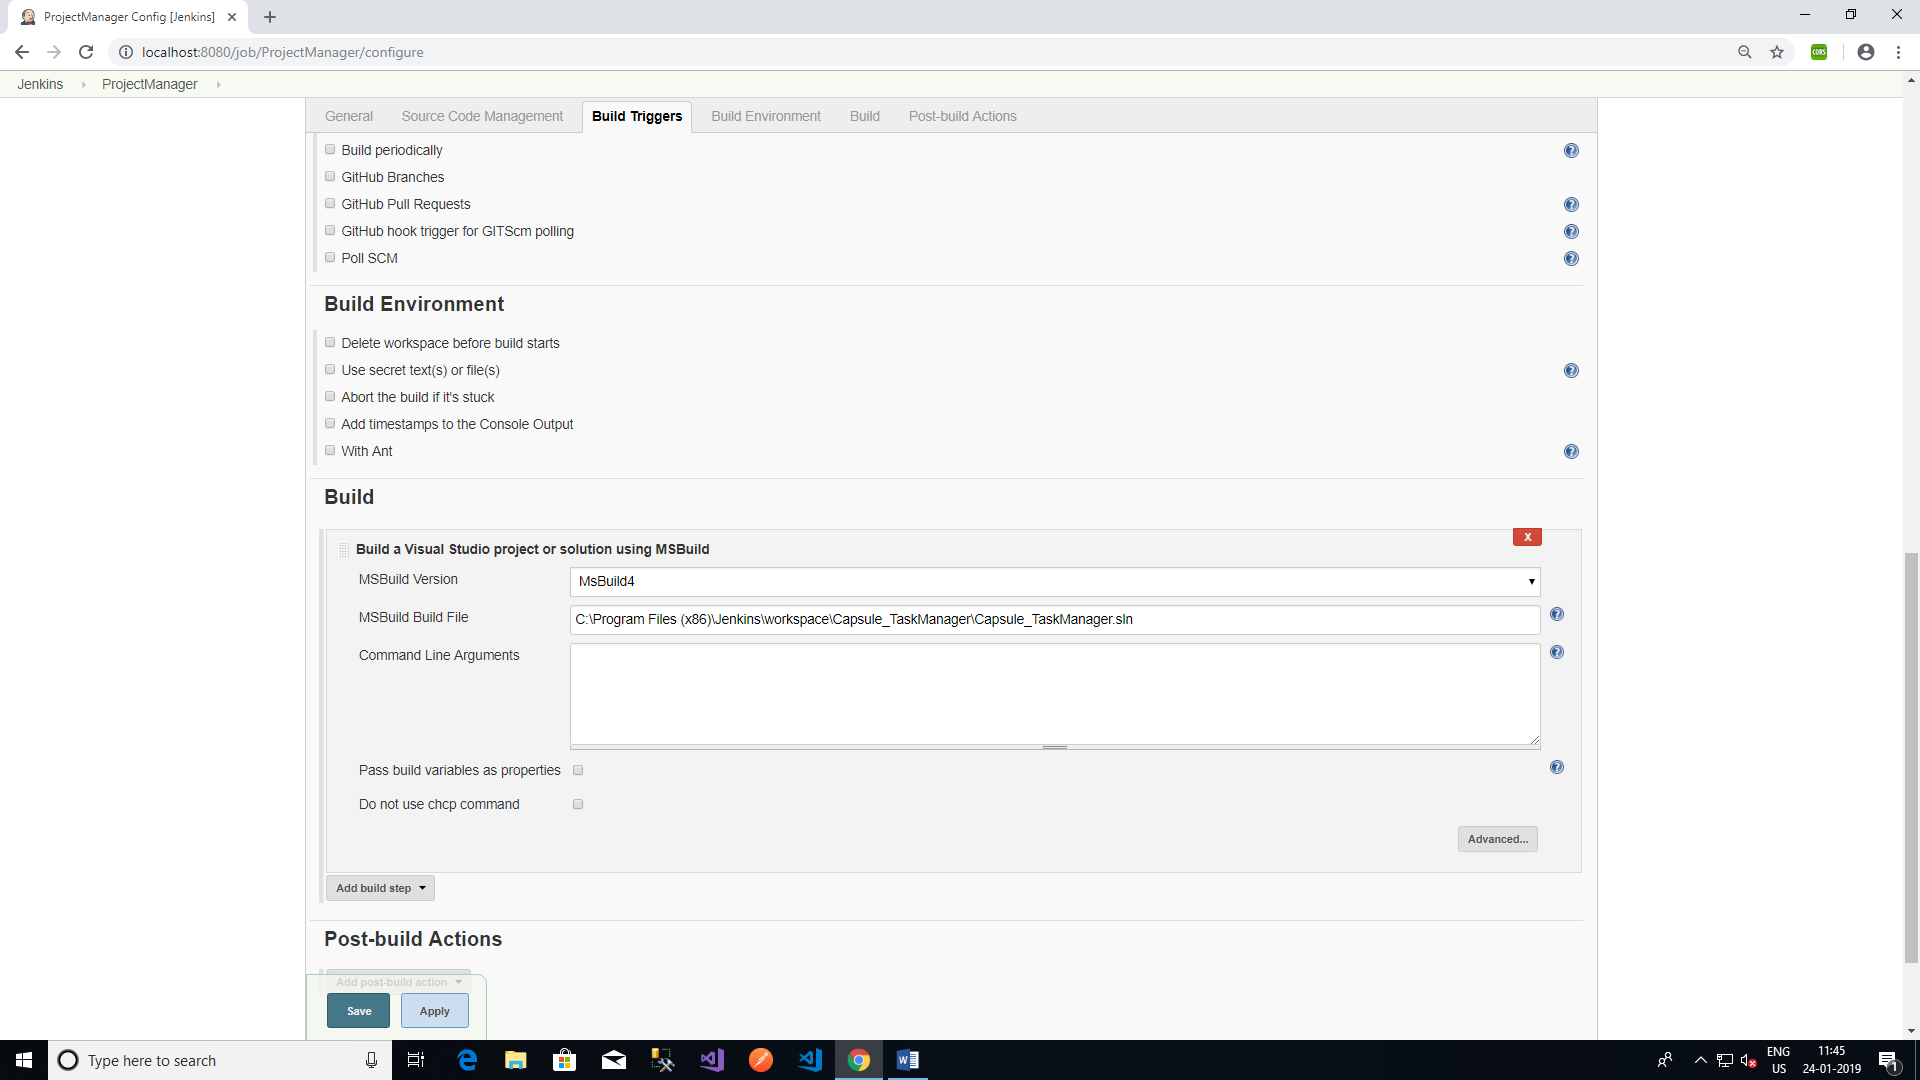 ProjectManager Config [Jenkins]
localhost:8080/job/ProjectManager/configure
CORS
Jenkins ProjectManager
General Source Code Management Build Triggers Build Environment Build Post-build Actions
Build periodically
GitHub Branches
GitHub Pull Requests
GitHub hook trigger for GITScm polling
Poll SCM
Build Environment
Delete workspace before build starts
Use secret text(s) or file(s)
Abort the build if it's stuck
Add timestamps to the Console Output
With Ant
Build
X
Build a Visual Studio project or solution using MSBuild
MSBuild Version MsBuild4
MSBuild Build File C:\Program Files (x86)\Jenkins\workspace\Capsule_TaskManager\Capsule_TaskManager.sln
Command Line Arguments
Pass build variables as properties
Do not use chcp command
Advanced...
Add build step
Post-build Actions
Add post-build action
Save Apply
Type here to search
ENG
US
11:45
24-01-2019
1